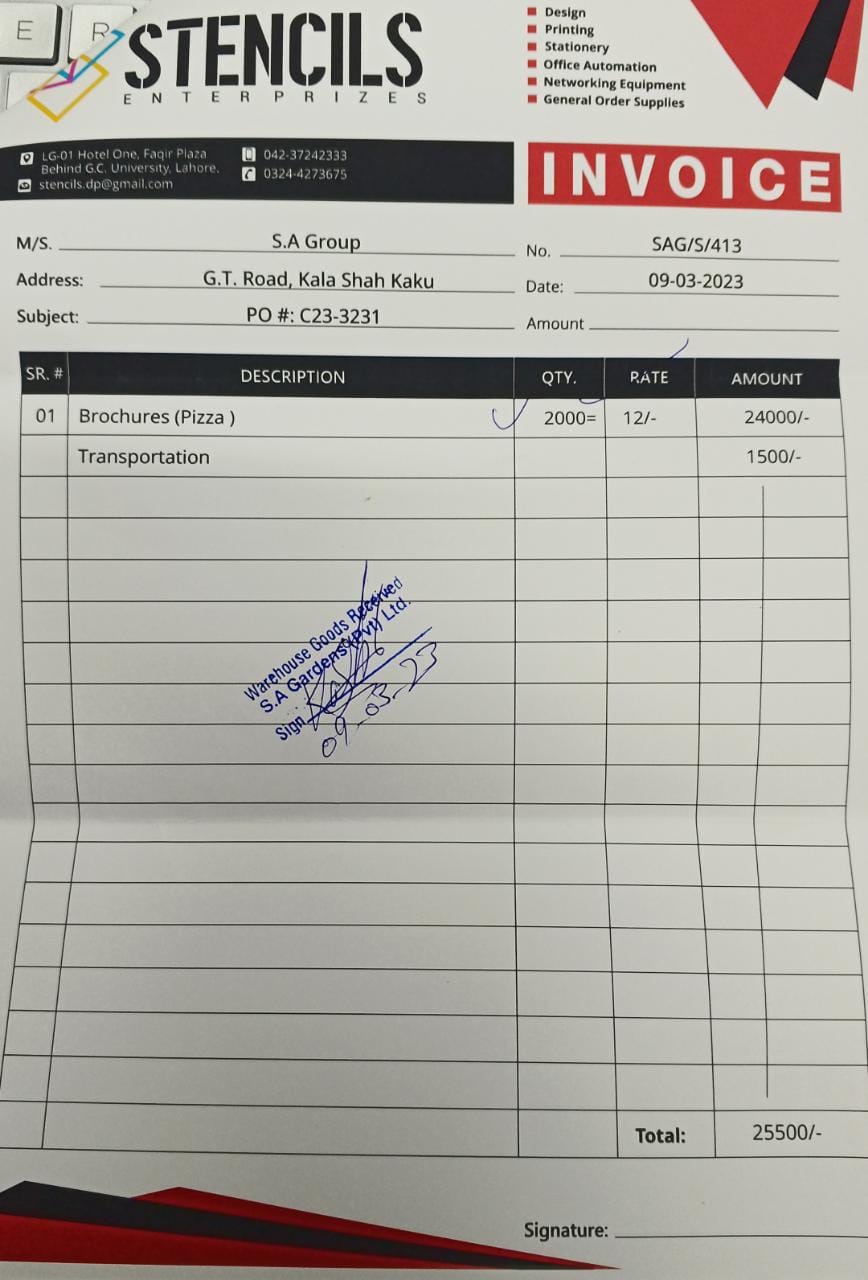 E R
STENCILS
ENTERPRIZES
Design
Printing
Stationery
Office Automation
Networking Equipment
General Order Supplies
LG-01 Hotel One, Faqir Plaza
Behind G.C. University, Lahore.
stencils.dp@gmail.com
042-37242333
0324-4273675
INVOICE
M/S. S.A Group
No. SAG/S/413
Address: G.T. Road, Kala Shah Kaku
Date: 09-03-2023
Subject: PO #: C23-3231
Amount
SR. # DESCRIPTION QTY. RATE AMOUNT
01 Brochures (Pizza ) 2000= 12/- 24000/-
Transportation 1500/-
Warehouse Goods Received
S.A Gardens (Pvt) Ltd.
Sign
09-03-23
Total: 25500/-
Signature: